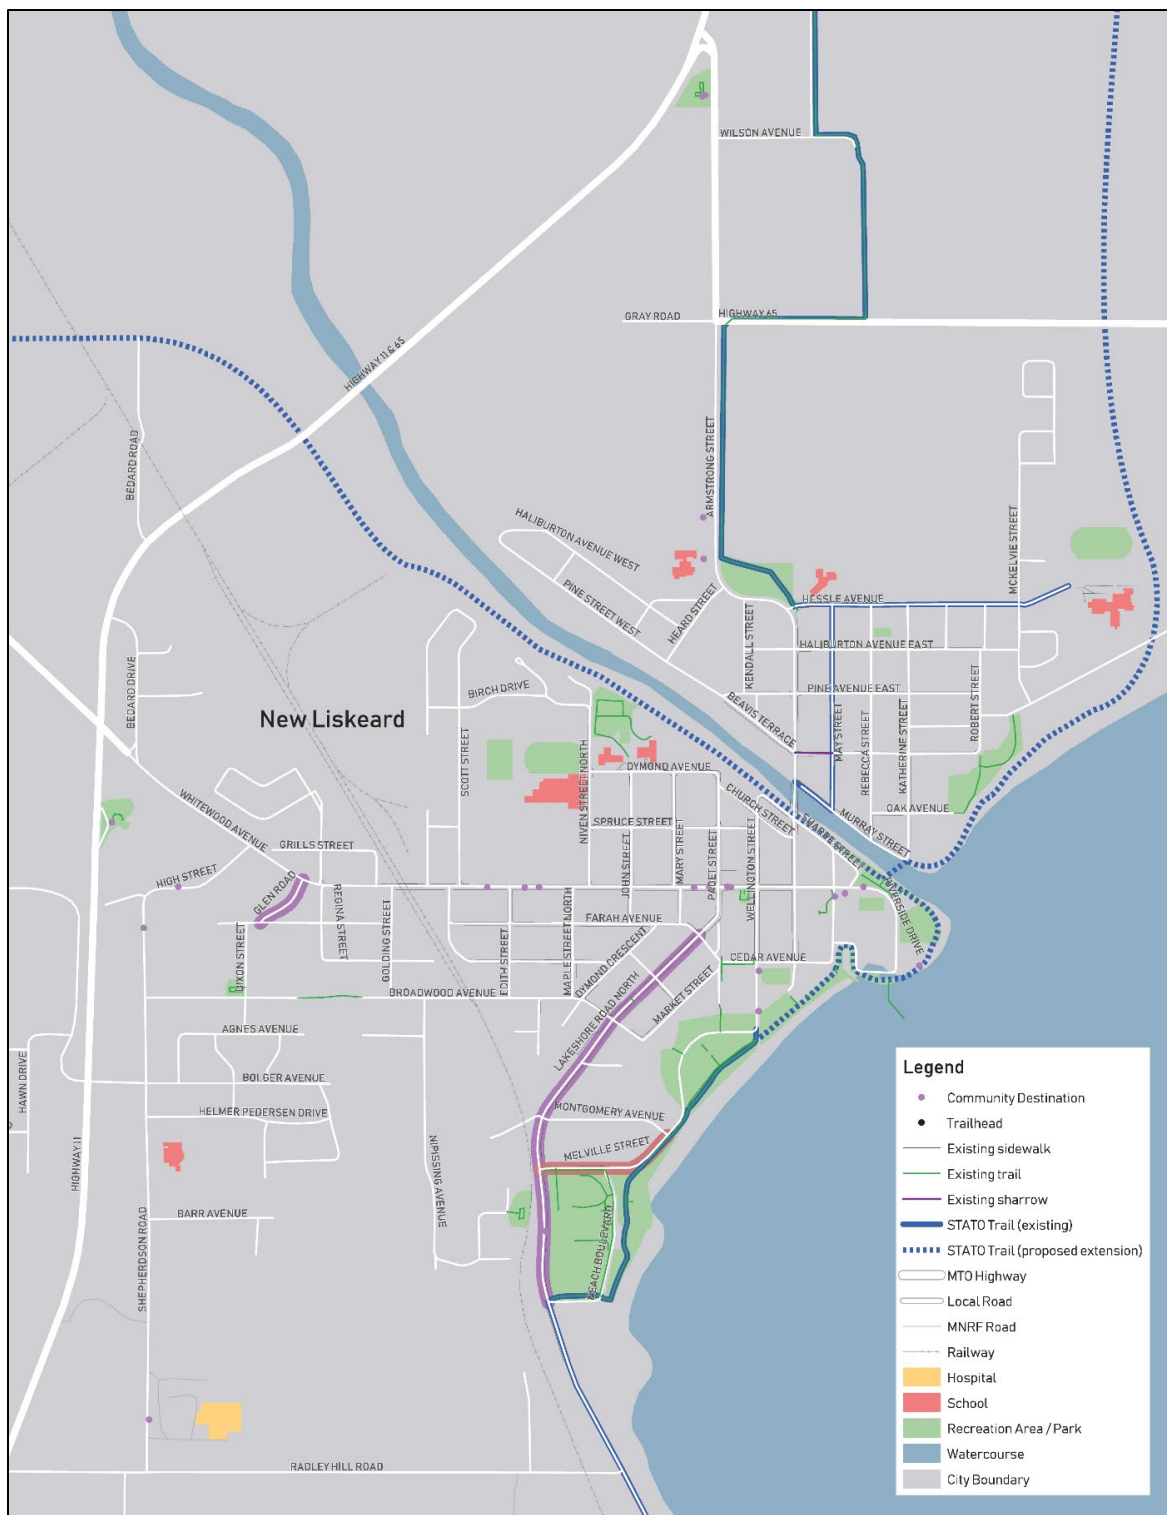 WILSON AVENUE
GRAY ROAD
HIGHWAY 65
HIGHWAY 11 & 65
BEDARD ROAD
ARMSTRONG STREET
HALIBURTON AVENUE WEST
PINE STREET WEST
HEARD STREET
MCKELVIE STREET
HESSLE AVENUE
KENDALL STREET
HALIBURTON AVENUE EAST
BEDARD DRIVE
BIRCH DRIVE
PINE AVENUE EAST
BEAVIS TERRACE
ROBERT STREET
New Liskeard
SCOTT STREET
NIVEN STREET NORTH
MAY STREET
REBECCA STREET
KATHERINE STREET
DYMOND AVENUE
WHITEWOOD AVENUE
CHURCH STREET
OAK AVENUE
MURRAY STREET
SPRUCE STREET
SHARPE STREET
GRILLS STREET
JOHN STREET
MARY STREET
PAGET STREET
WELLINGTON STREET
HIGH STREET
GLEN ROAD
REGINA STREET
GOLDING STREET
RIVERSIDE DRIVE
FARAH AVENUE
DIXON STREET
EDITH STREET
MAPLE STREET NORTH
DYMOND CRESCENT
CEDAR AVENUE
BROADWOOD AVENUE
MARKET STREET
LAKESHORE ROAD NORTH
AGNES AVENUE
HAWN DRIVE
BOLGER AVENUE
HELMER PEDERSEN DRIVE
MONTGOMERY AVENUE
HIGHWAY 11
NIPISSING AVENUE
MELVILLE STREET
BARR AVENUE
BEACH BOULEVARD
SHEPHERDSON ROAD
RADLEY HILL ROAD
Legend
Community Destination
Trailhead
Existing sidewalk
Existing trail
Existing sharrow
STATO Trail (existing)
STATO Trail (proposed extension)
MTO Highway
Local Road
MNRF Road
Railway
Hospital
School
Recreation Area / Park
Watercourse
City Boundary